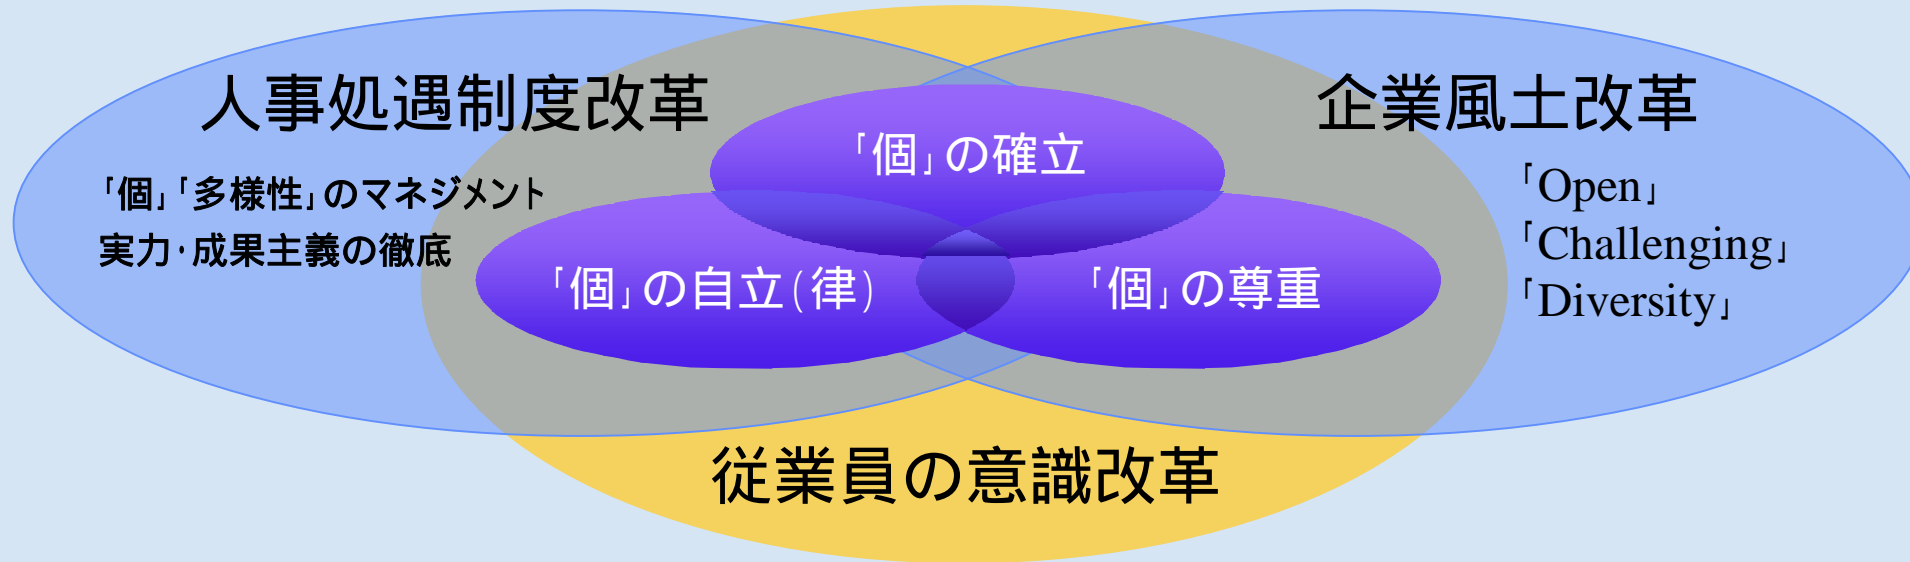 人事処遇制度改革
「個」「多様性」のマネジメント
実力・成果主義の徹底
「個」の確立
「個」の自立(律)
「個」の尊重
企業風土改革
「Open」
「Challenging」
「Diversity」
従業員の意識改革